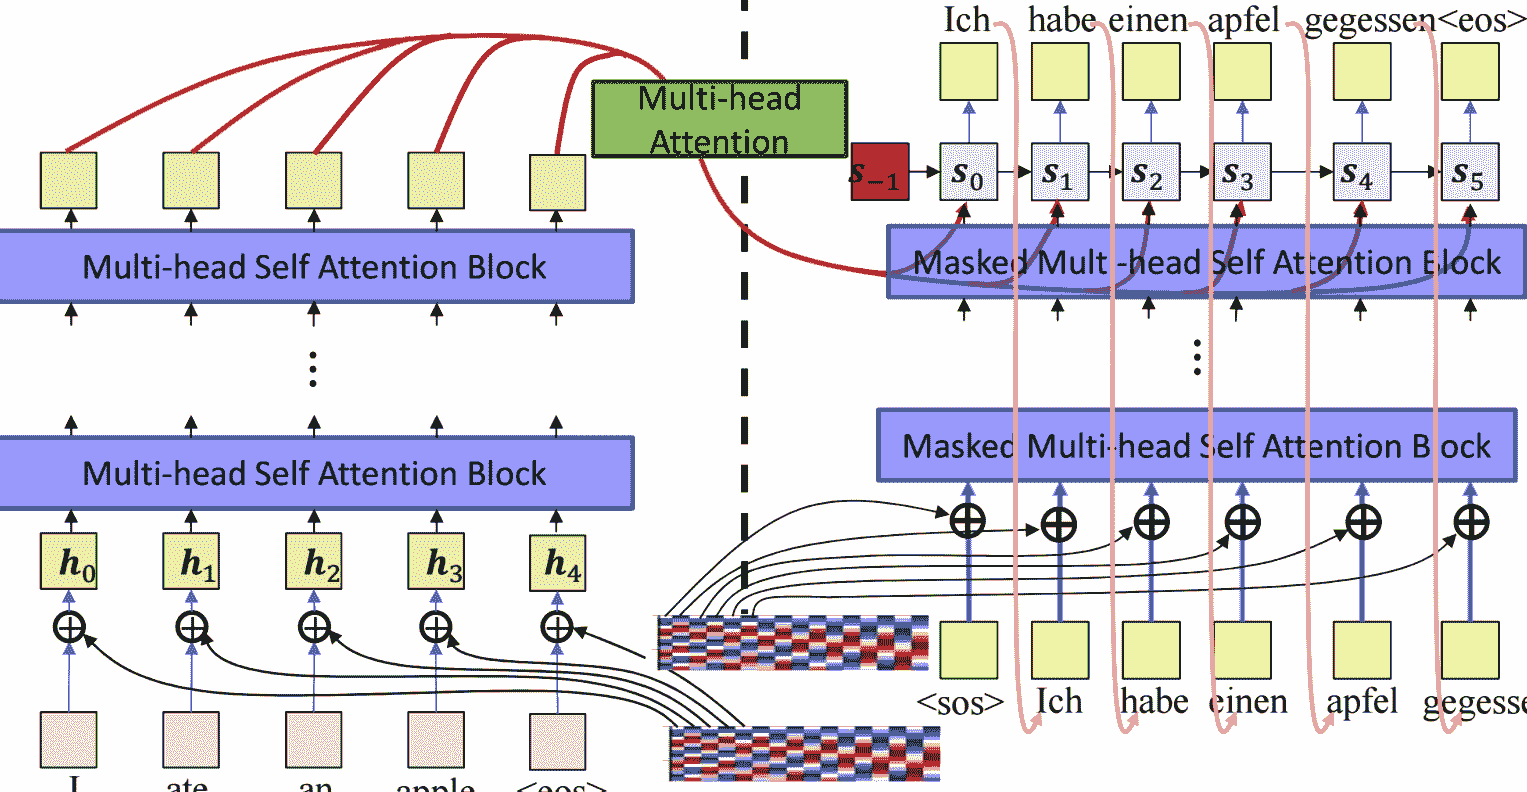 Ich habe einen apfel gegessen <eos>
Multi-head
Attention
s₋₁ s₀ s₁ s₂ s₃ s₄ s₅
Multi-head Self Attention Block
Masked Mult -head Self Attention Block
⋮ ⋮
Masked Multi-head Self Attention Block
Multi-head Self Attention Block
h₀ h₁ h₂ h₃ h₄
<sos> Ich habe einen apfel gegesse
I ate an apple <eos>